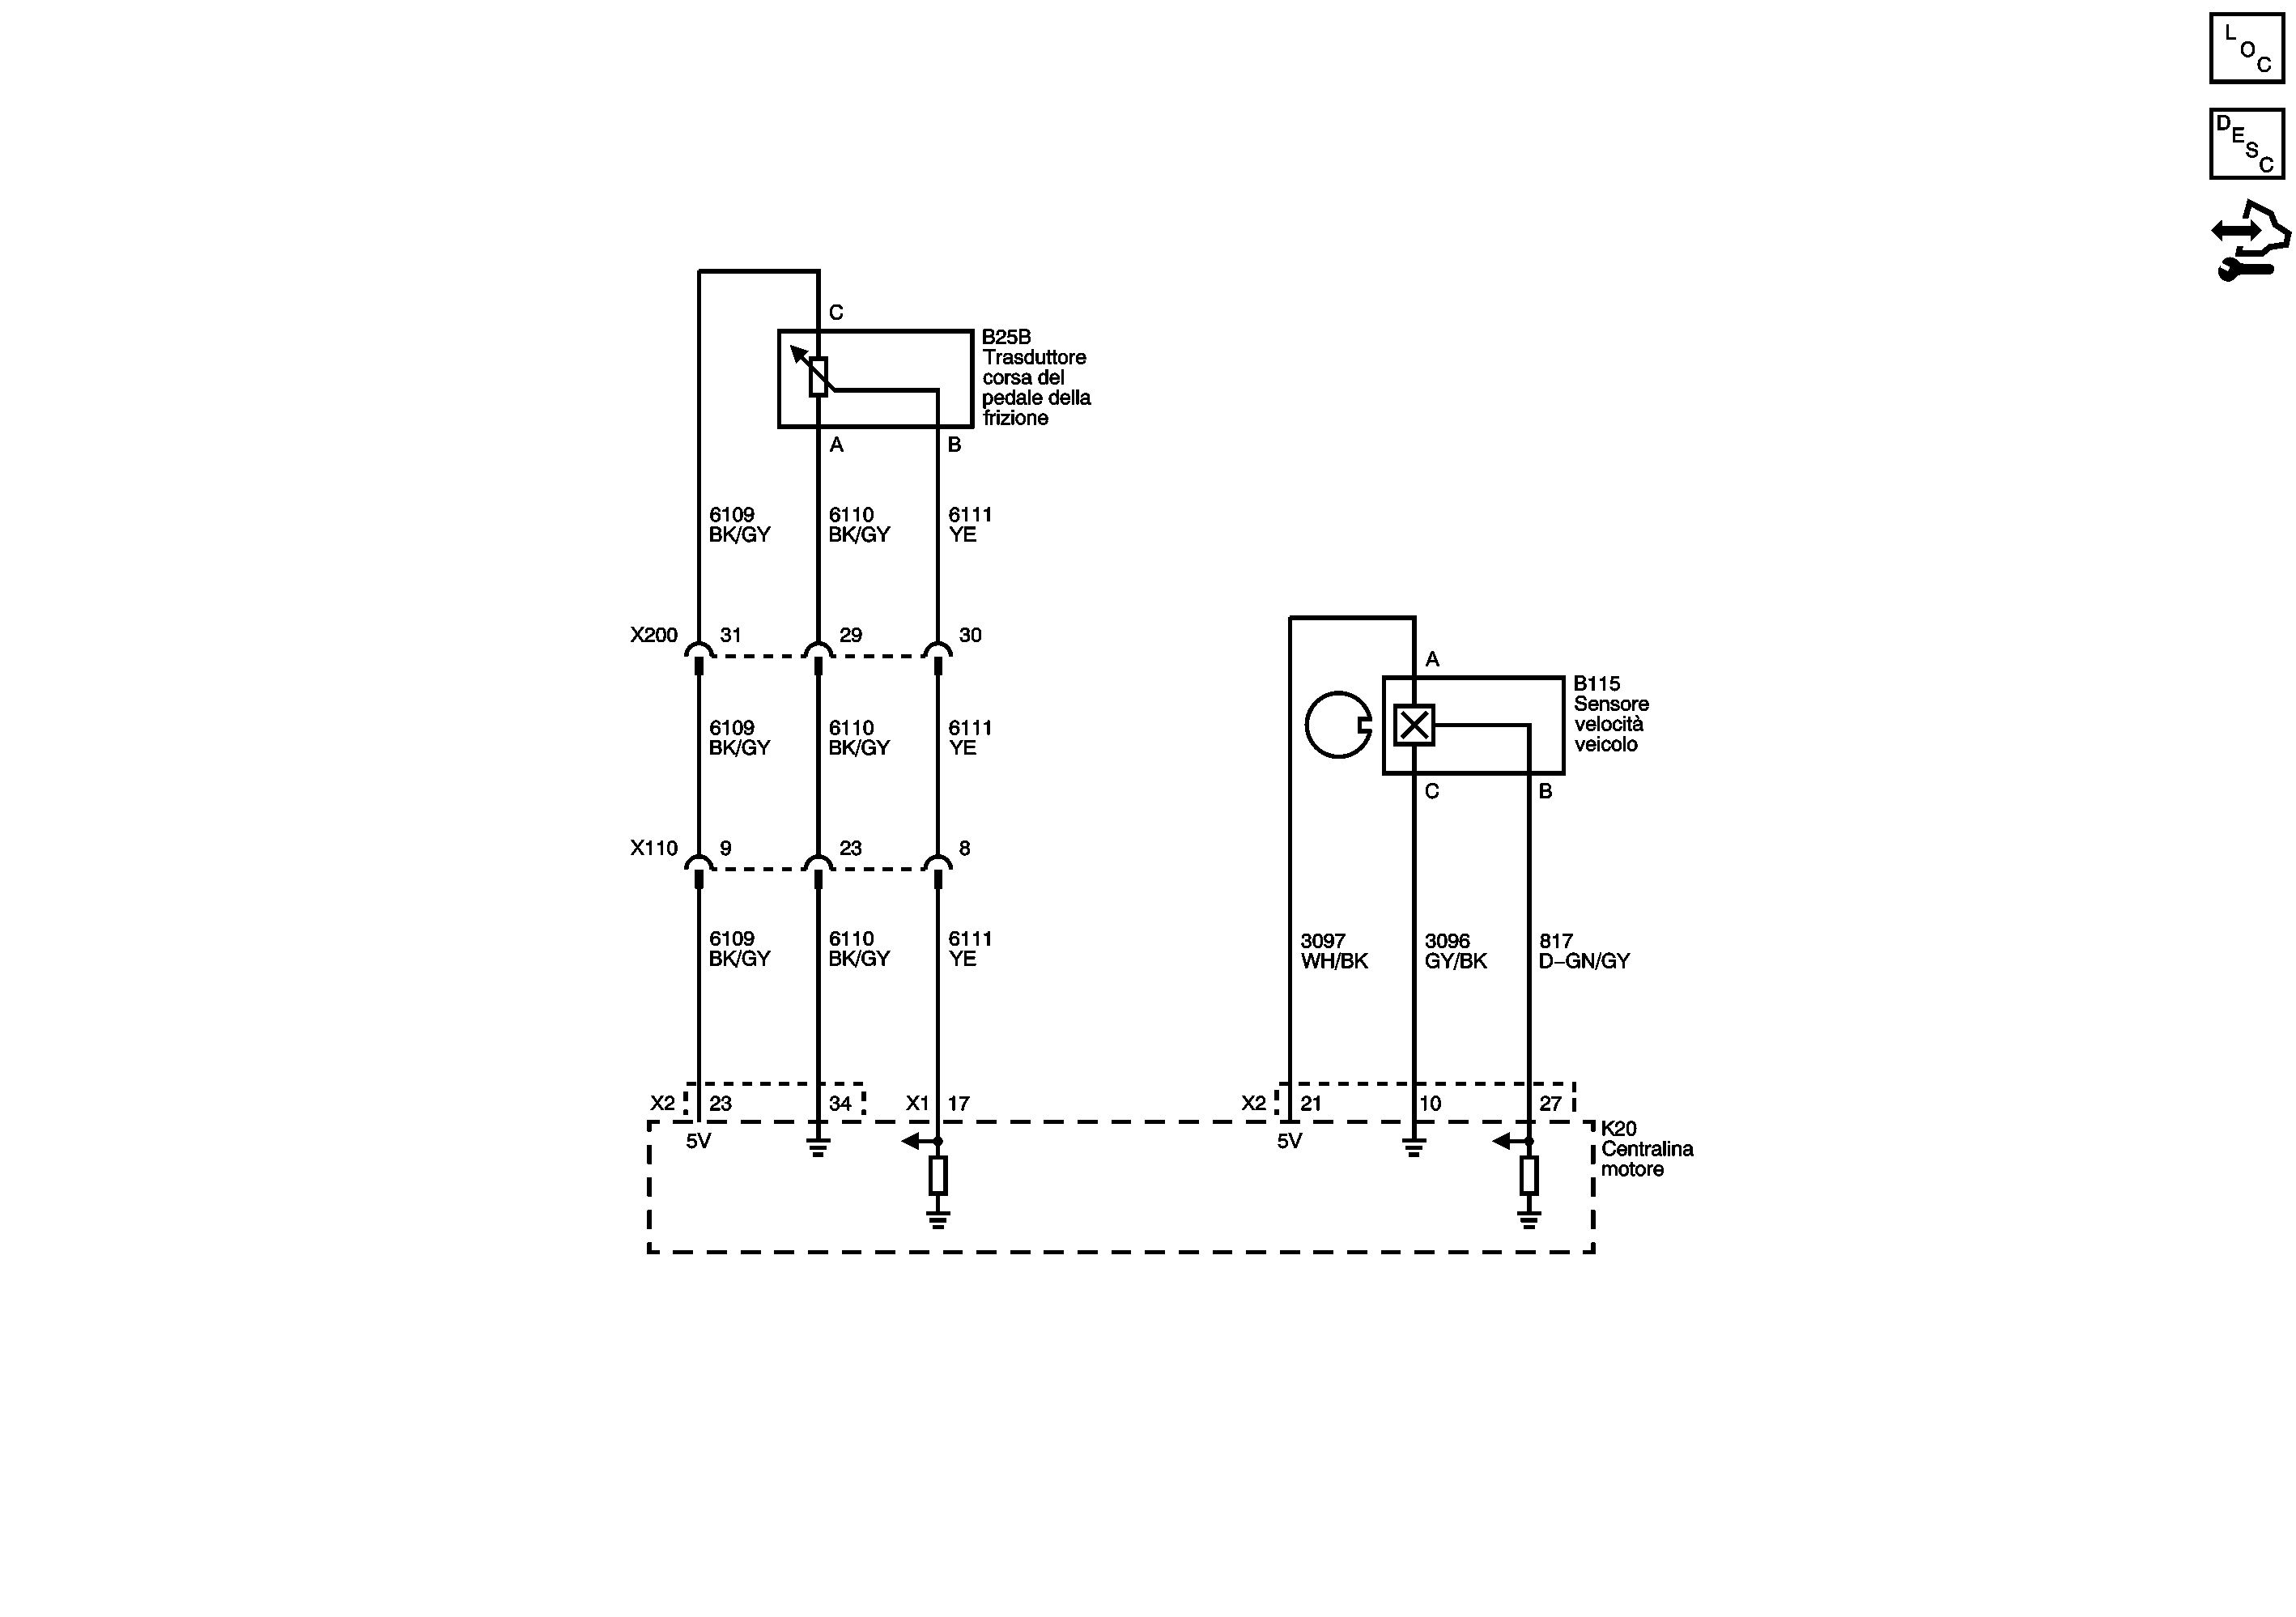 L
O
C
D
E
S
C
C
B25B
Trasduttore
corsa del
pedale della
frizione
A
B
6109
BK/GY
6110
BK/GY
6111
YE
X200
31
29
30
A
B115
Sensore
velocità
veicolo
C
B
6109
BK/GY
6110
BK/GY
6111
YE
X110
9
23
8
6109
BK/GY
6110
BK/GY
6111
YE
3097
WH/BK
3096
GY/BK
817
D–GN/GY
X2
23
34
X1
17
X2
21
10
27
5V
5V
K20
Centralina
motore